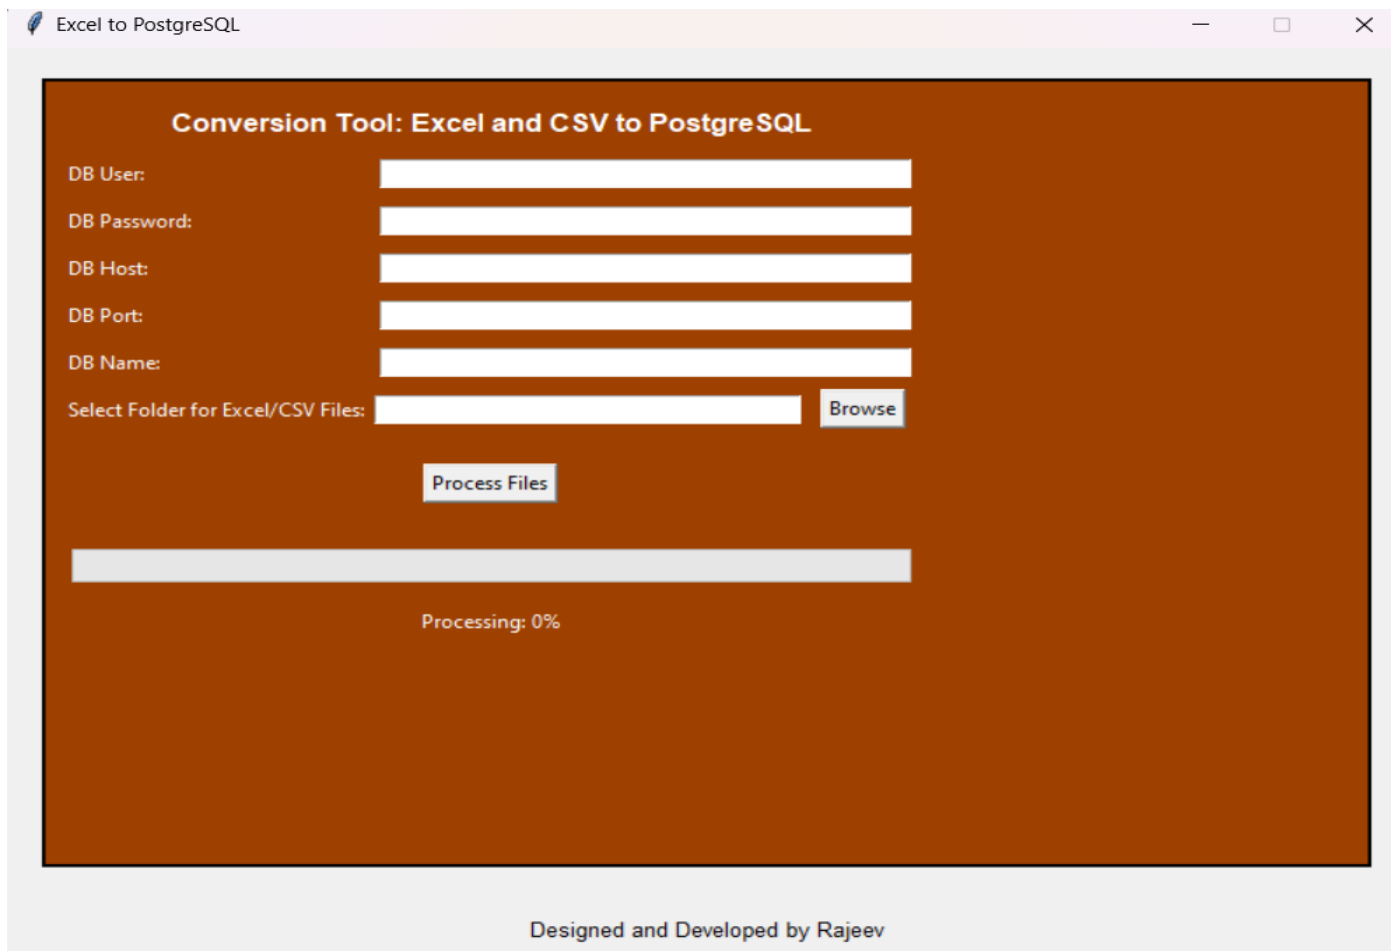 Excel to PostgreSQL
Conversion Tool: Excel and CSV to PostgreSQL
DB User:
DB Password:
DB Host:
DB Port:
DB Name:
Select Folder for Excel/CSV Files: Browse
Process Files
Processing: 0%
Designed and Developed by Rajeev